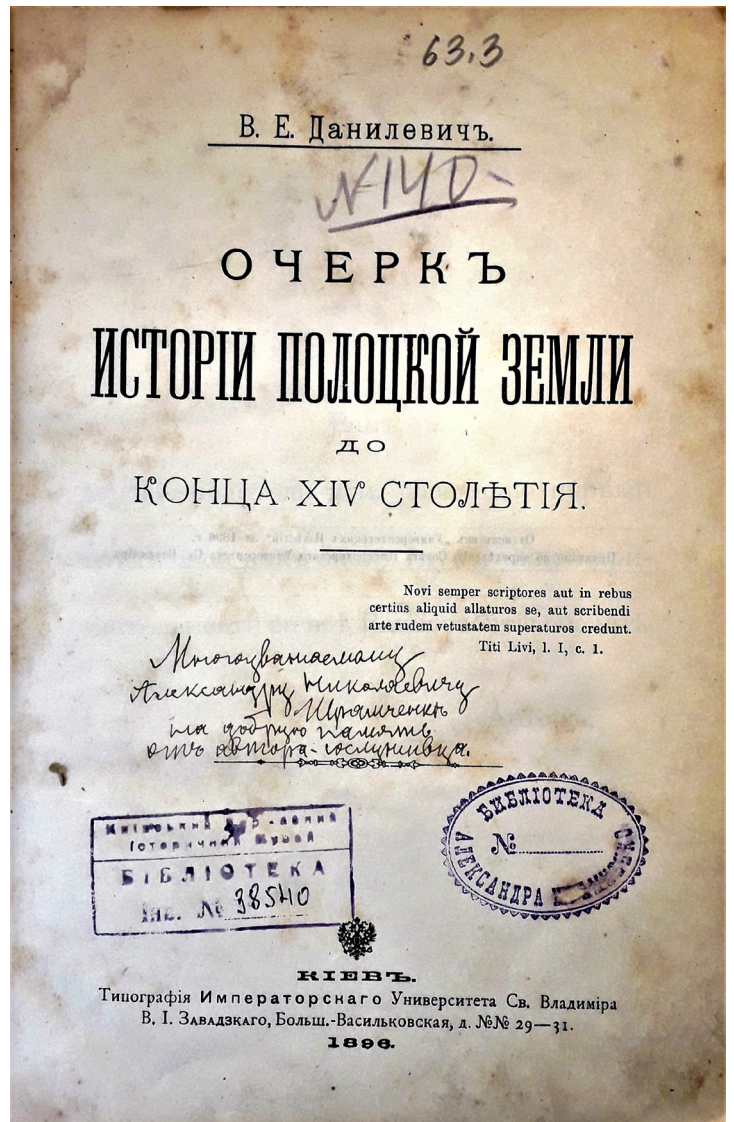 63.3
В. Е. Данилевичъ.
N 140
ОЧЕРКЪ
ИСТОРІИ ПОЛОЦКОЙ ЗЕМЛИ
ДО
КОНЦА XIV СТОЛѢТІЯ.
Novi semper scriptores aut in rebus
certius aliquid allaturos se, aut scribendi
arte rudem vetustatem superaturos credunt.
Titi Livi, l. I, c. 1.
Многоуважаемому
Александру Николаевичу
на добрую память
отъ автора-сослуживца.
БИБЛІОТЕКА
№
АЛЕКСАНДРА
Історичний Музей
БІБЛІОТЕКА
Інв. № 38540
КІЕВЪ.
Типографія Императорскаго Университета Св. Владиміра
В. І. Завадзкаго, Больш.-Васильковская, д. №№ 29—31.
1896.